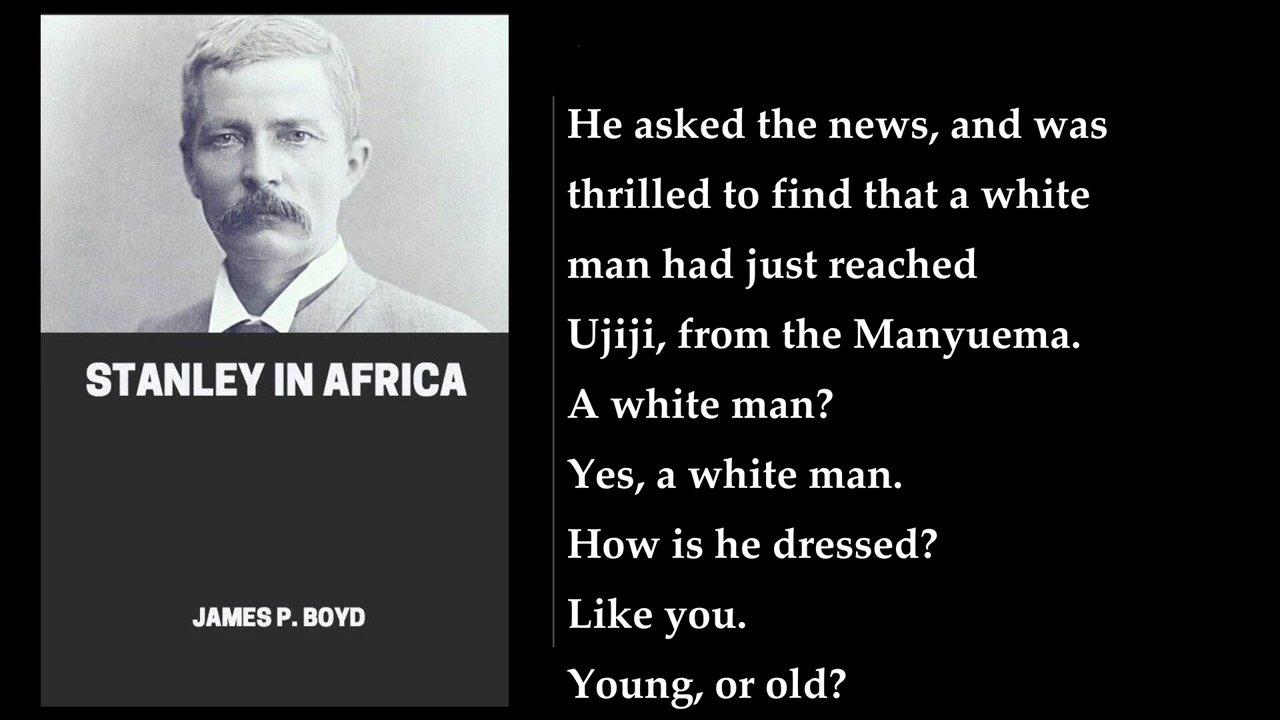 STANLEY IN AFRICA
JAMES P. BOYD
He asked the news, and was
thrilled to find that a white
man had just reached
Ujiji, from the Manyuema.
A white man?
Yes, a white man.
How is he dressed?
Like you.
Young, or old?